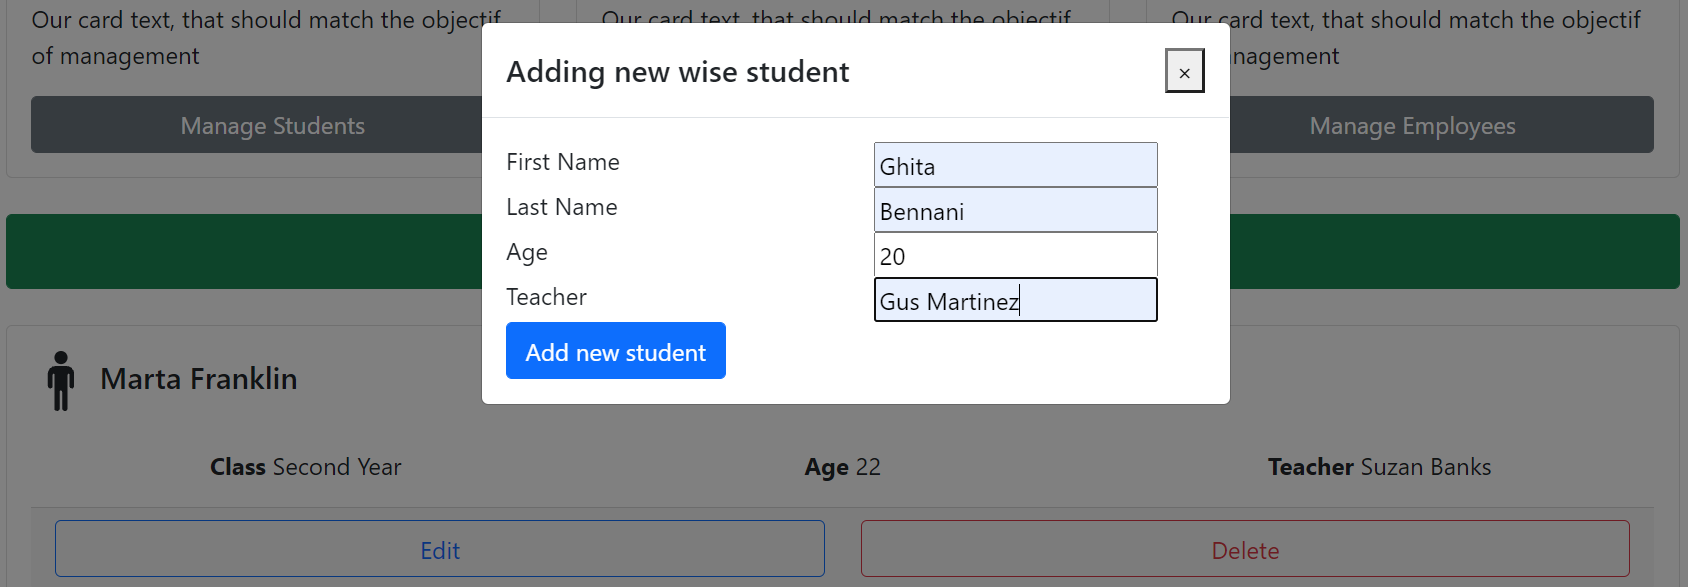 Our card text, that should match the objectif
of management
Our card text, that should match the objectif
Our card text, that should match the objectif
nagement
Manage Students
Manage Employees
Adding new wise student
×
First Name
Ghita
Last Name
Bennani
Age
20
Teacher
Gus Martinez
Add new student
Marta Franklin
Class Second Year
Age 22
Teacher Suzan Banks
Edit
Delete